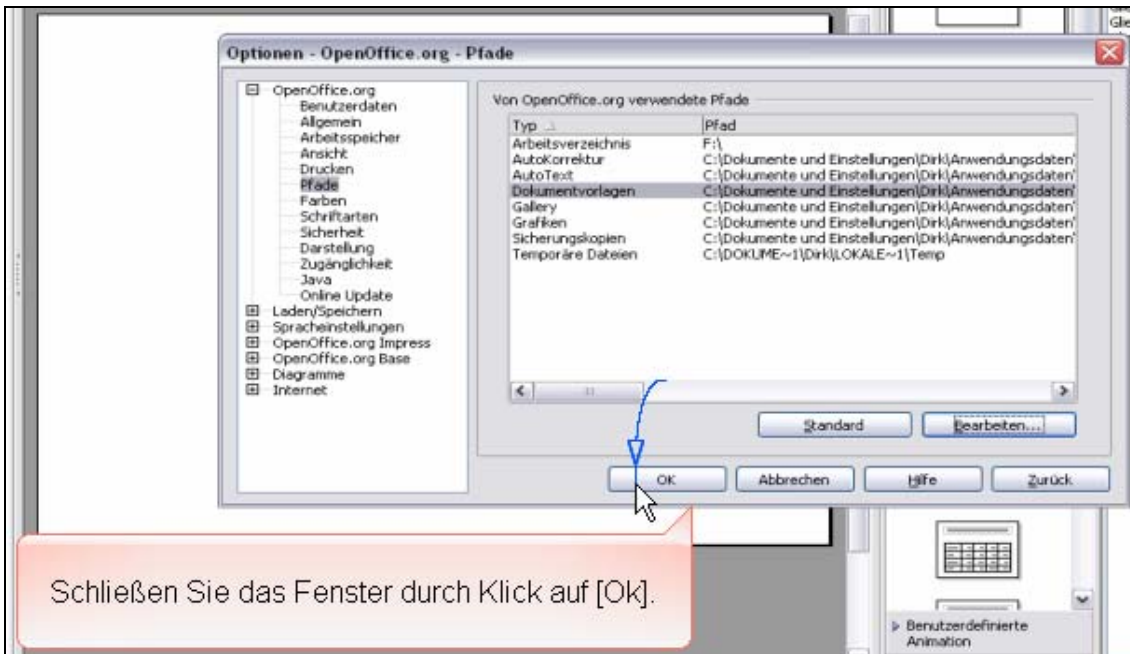 Glie
Optionen - OpenOffice.org - Pfade
OpenOffice.org
Benutzerdaten
Allgemein
Arbeitsspeicher
Ansicht
Drucken
Pfade
Farben
Schriftarten
Sicherheit
Darstellung
Zugänglichkeit
Java
Online Update
Laden/Speichern
Spracheinstellungen
OpenOffice.org Impress
OpenOffice.org Base
Diagramme
Internet
Von OpenOffice.org verwendete Pfade
Typ Pfad
Arbeitsverzeichnis F:\
AutoKorrektur C:\Dokumente und Einstellungen\Dirk\Anwendungsdaten\
AutoText C:\Dokumente und Einstellungen\Dirk\Anwendungsdaten\
Dokumentvorlagen C:\Dokumente und Einstellungen\Dirk\Anwendungsdaten\
Gallery C:\Dokumente und Einstellungen\Dirk\Anwendungsdaten\
Grafiken C:\Dokumente und Einstellungen\Dirk\Anwendungsdaten\
Sicherungskopien C:\Dokumente und Einstellungen\Dirk\Anwendungsdaten\
Temporäre Dateien C:\DOKUME~1\Dirk\LOKALE~1\Temp
Standard Bearbeiten...
OK Abbrechen Hilfe Zurück
Schließen Sie das Fenster durch Klick auf [Ok].
Benutzerdefinierte
Animation